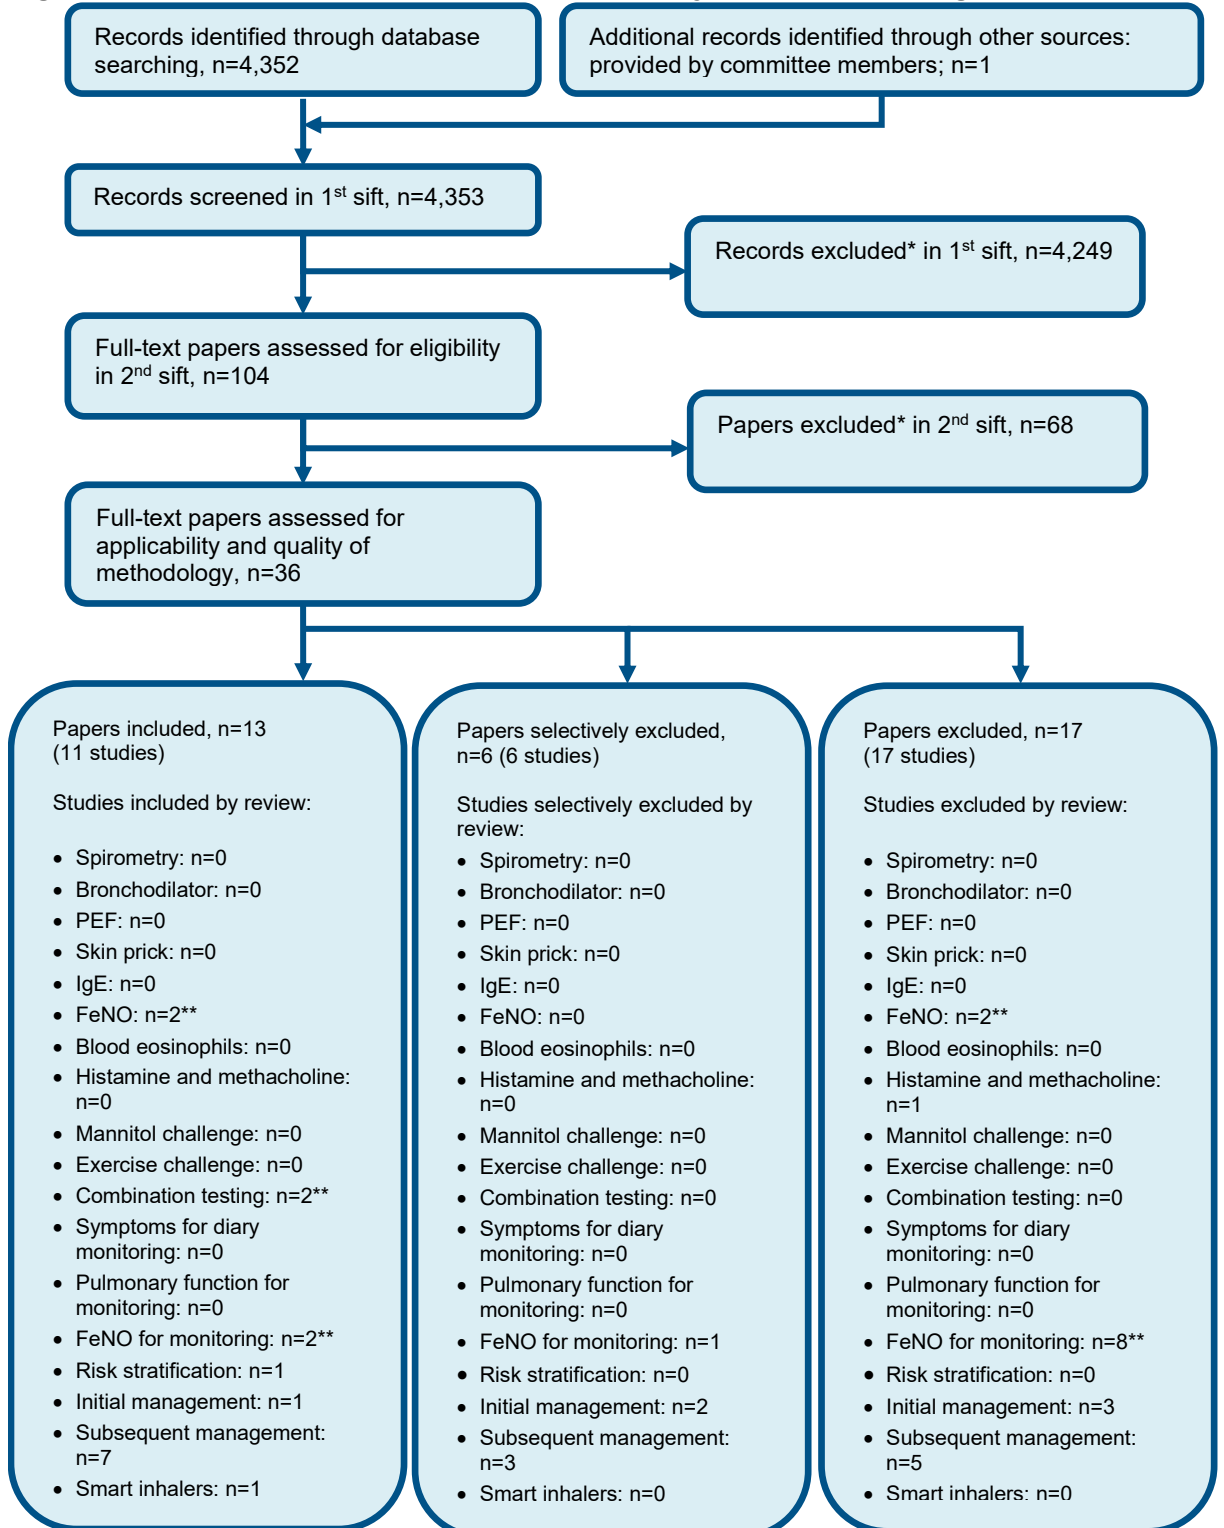 Records identified through database
searching, n=4,352
Additional records identified through other sources:
provided by committee members; n=1
Records screened in 1st sift, n=4,353
Records excluded* in 1st sift, n=4,249
Full-text papers assessed for eligibility
in 2nd sift, n=104
Papers excluded* in 2nd sift, n=68
Full-text papers assessed for
applicability and quality of
methodology, n=36
Papers included, n=13
(11 studies)
Studies included by review:
• Spirometry: n=0
• Bronchodilator: n=0
• PEF: n=0
• Skin prick: n=0
• IgE: n=0
• FeNO: n=2**
• Blood eosinophils: n=0
• Histamine and methacholine:
n=0
• Mannitol challenge: n=0
• Exercise challenge: n=0
• Combination testing: n=2**
• Symptoms for diary
monitoring: n=0
• Pulmonary function for
monitoring: n=0
• FeNO for monitoring: n=2**
• Risk stratification: n=1
• Initial management: n=1
• Subsequent management:
n=7
• Smart inhalers: n=1
Papers selectively excluded,
n=6 (6 studies)
Studies selectively excluded by
review:
• Spirometry: n=0
• Bronchodilator: n=0
• PEF: n=0
• Skin prick: n=0
• IgE: n=0
• FeNO: n=0
• Blood eosinophils: n=0
• Histamine and methacholine:
n=0
• Mannitol challenge: n=0
• Exercise challenge: n=0
• Combination testing: n=0
• Symptoms for diary
monitoring: n=0
• Pulmonary function for
monitoring: n=0
• FeNO for monitoring: n=1
• Risk stratification: n=0
• Initial management: n=2
• Subsequent management:
n=3
• Smart inhalers: n=0
Papers excluded, n=17
(17 studies)
Studies excluded by review:
• Spirometry: n=0
• Bronchodilator: n=0
• PEF: n=0
• Skin prick: n=0
• IgE: n=0
• FeNO: n=2**
• Blood eosinophils: n=0
• Histamine and methacholine:
n=1
• Mannitol challenge: n=0
• Exercise challenge: n=0
• Combination testing: n=0
• Symptoms for diary
monitoring: n=0
• Pulmonary function for
monitoring: n=0
• FeNO for monitoring: n=8**
• Risk stratification: n=0
• Initial management: n=3
• Subsequent management:
n=5
• Smart inhalers: n=0